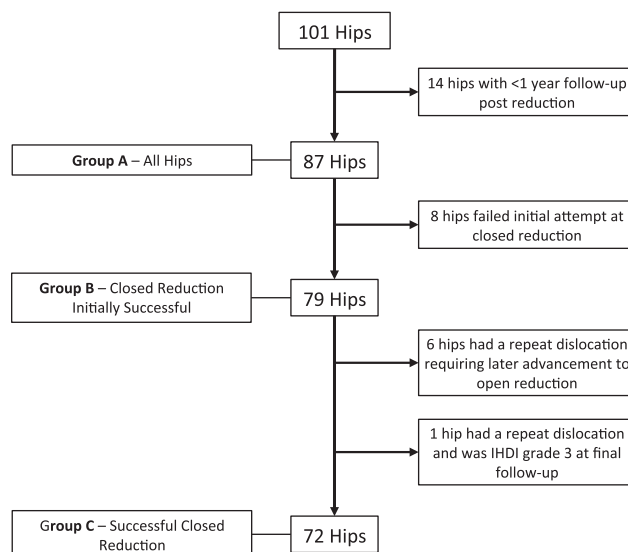 101 Hips
14 hips with <1 year follow-up
post reduction
Group A – All Hips
87 Hips
8 hips failed initial attempt at
closed reduction
Group B – Closed Reduction
Initially Successful
79 Hips
6 hips had a repeat dislocation
requiring later advancement to
open reduction
1 hip had a repeat dislocation
and was IHDI grade 3 at final
follow-up
Group C – Successful Closed
Reduction
72 Hips